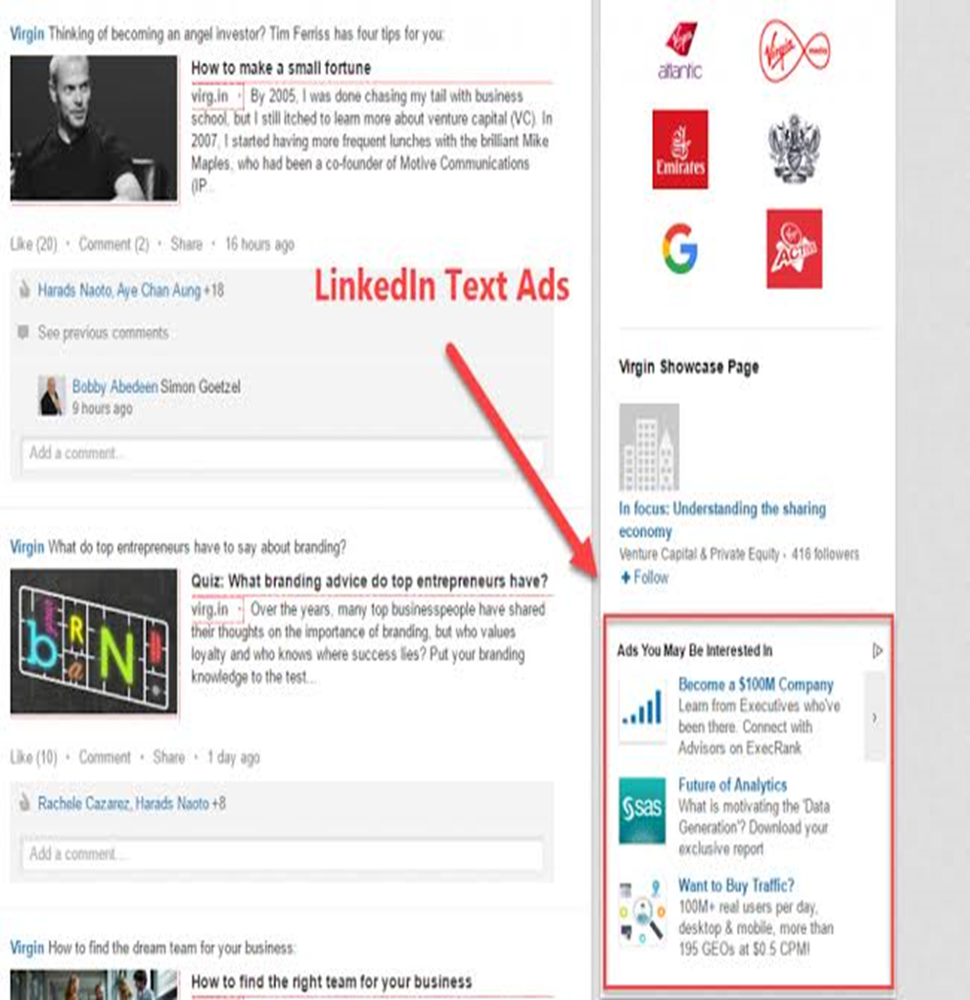 Virgin Thinking of becoming an angel investor? Tim Ferriss has four tips for you:
How to make a small fortune
virg.in · By 2005, I was done chasing my tail with business
school, but I still itched to learn more about venture capital (VC). In
2007, I started having more frequent lunches with the brilliant Mike
Maples, who had been a co-founder of Motive Communications
(IP...
Like (20) · Comment (2) · Share · 16 hours ago
Harads Naoto, Aye Chan Aung +18
See previous comments
Bobby Abedeen Simon Goetzel
9 hours ago
Add a comment...
LinkedIn Text Ads
Virgin What do top entrepreneurs have to say about branding?
Quiz: What branding advice do top entrepreneurs have?
virg.in · Over the years, many top businesspeople have shared
their thoughts on the importance of branding, but who values
loyalty and who knows where success lies? Put your branding
knowledge to the test...
Like (10) · Comment · Share · 1 day ago
Rachele Cazarez, Harads Naoto +8
Add a comment...
Virgin How to find the dream team for your business:
How to find the right team for your business
Virgin
atlantic
Virgin media
Emirates
G
Virgin
ACTIVE
Virgin Showcase Page
In focus: Understanding the sharing
economy
Venture Capital & Private Equity · 416 followers
+ Follow
Ads You May Be Interested In
Become a $100M Company
Learn from Executives who've
been there. Connect with
Advisors on ExecRank
sas
Future of Analytics
What is motivating the 'Data
Generation'? Download your
exclusive report
Want to Buy Traffic?
100M+ real users per day,
desktop & mobile, more than
195 GEOs at $0.5 CPM!